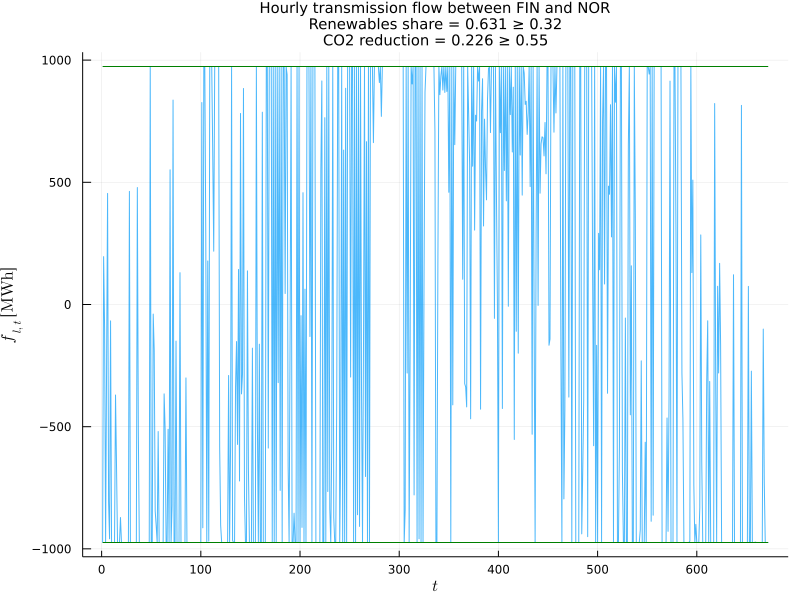 Hourly transmission flow between FIN and NOR
Renewables share = 0.631 ≥ 0.32
CO2 reduction = 0.226 ≥ 0.55
1000
500
0
−500
−1000
f_{l,t} [MWh]
0 100 200 300 400 500 600
t